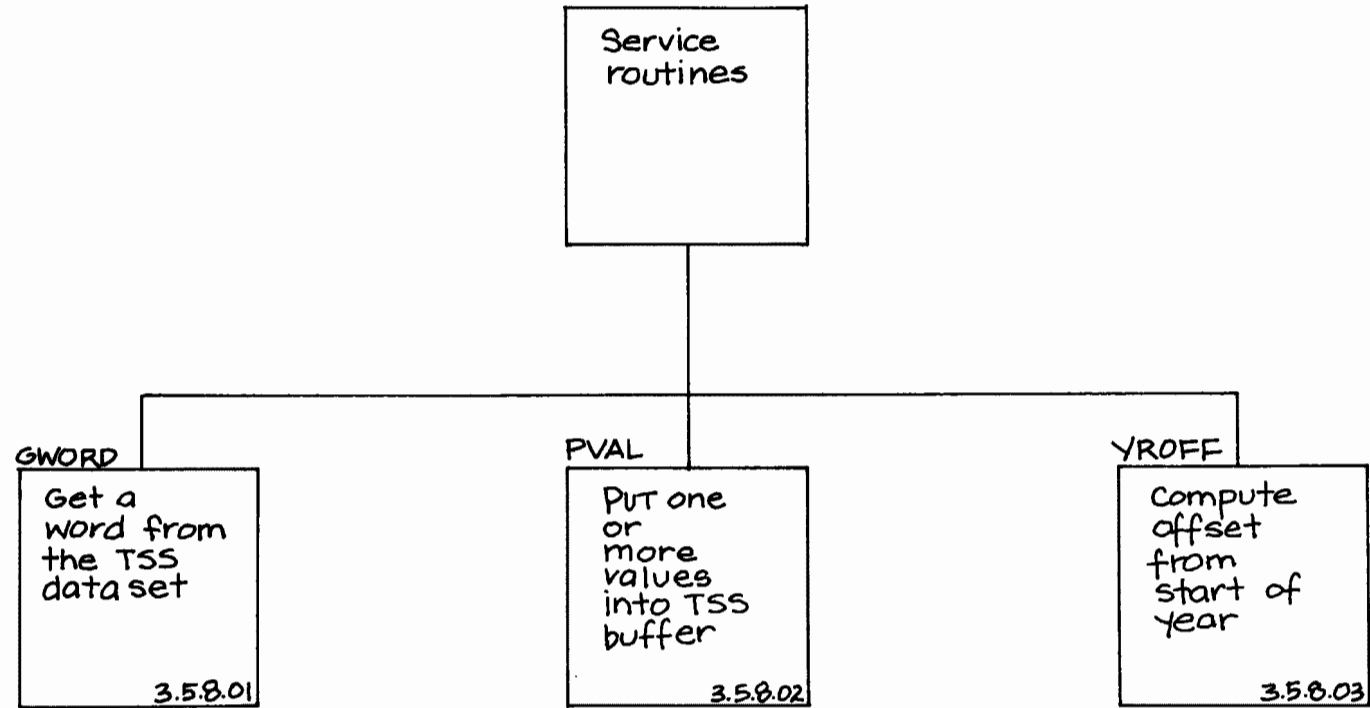 Service
routines
GWORD
Get a
word from
the TSS
data set
3.5.8.01
PVAL
PUT one
or
more
values
into TSS
buffer
3.5.8.02
YROFF
Compute
offset
from
start of
year
3.5.8.03